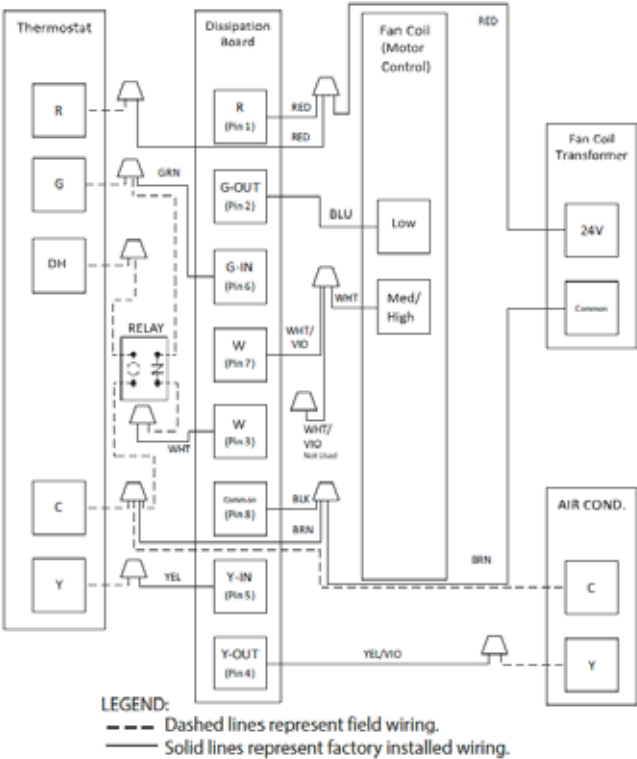 Thermostat
R
G
DH
C
Y
GRN
RELAY
WHT
YEL
Dissipation
Board
R
(Pin 1)
G-OUT
(Pin 2)
G-IN
(Pin 6)
W
(Pin 7)
W
(Pin 3)
Common
(Pin 8)
Y-IN
(Pin 5)
Y-OUT
(Pin 4)
RED
RED
BLU
WHT/
VIO
WHT
WHT/
VIO
Not Used
BLK
BRN
YEL/VIO
Fan Coil
(Motor
Control)
Low
Med/
High
RED
BRN
Fan Coil
Transformer
24V
Common
AIR COND.
C
Y
LEGEND:
Dashed lines represent field wiring.
Solid lines represent factory installed wiring.